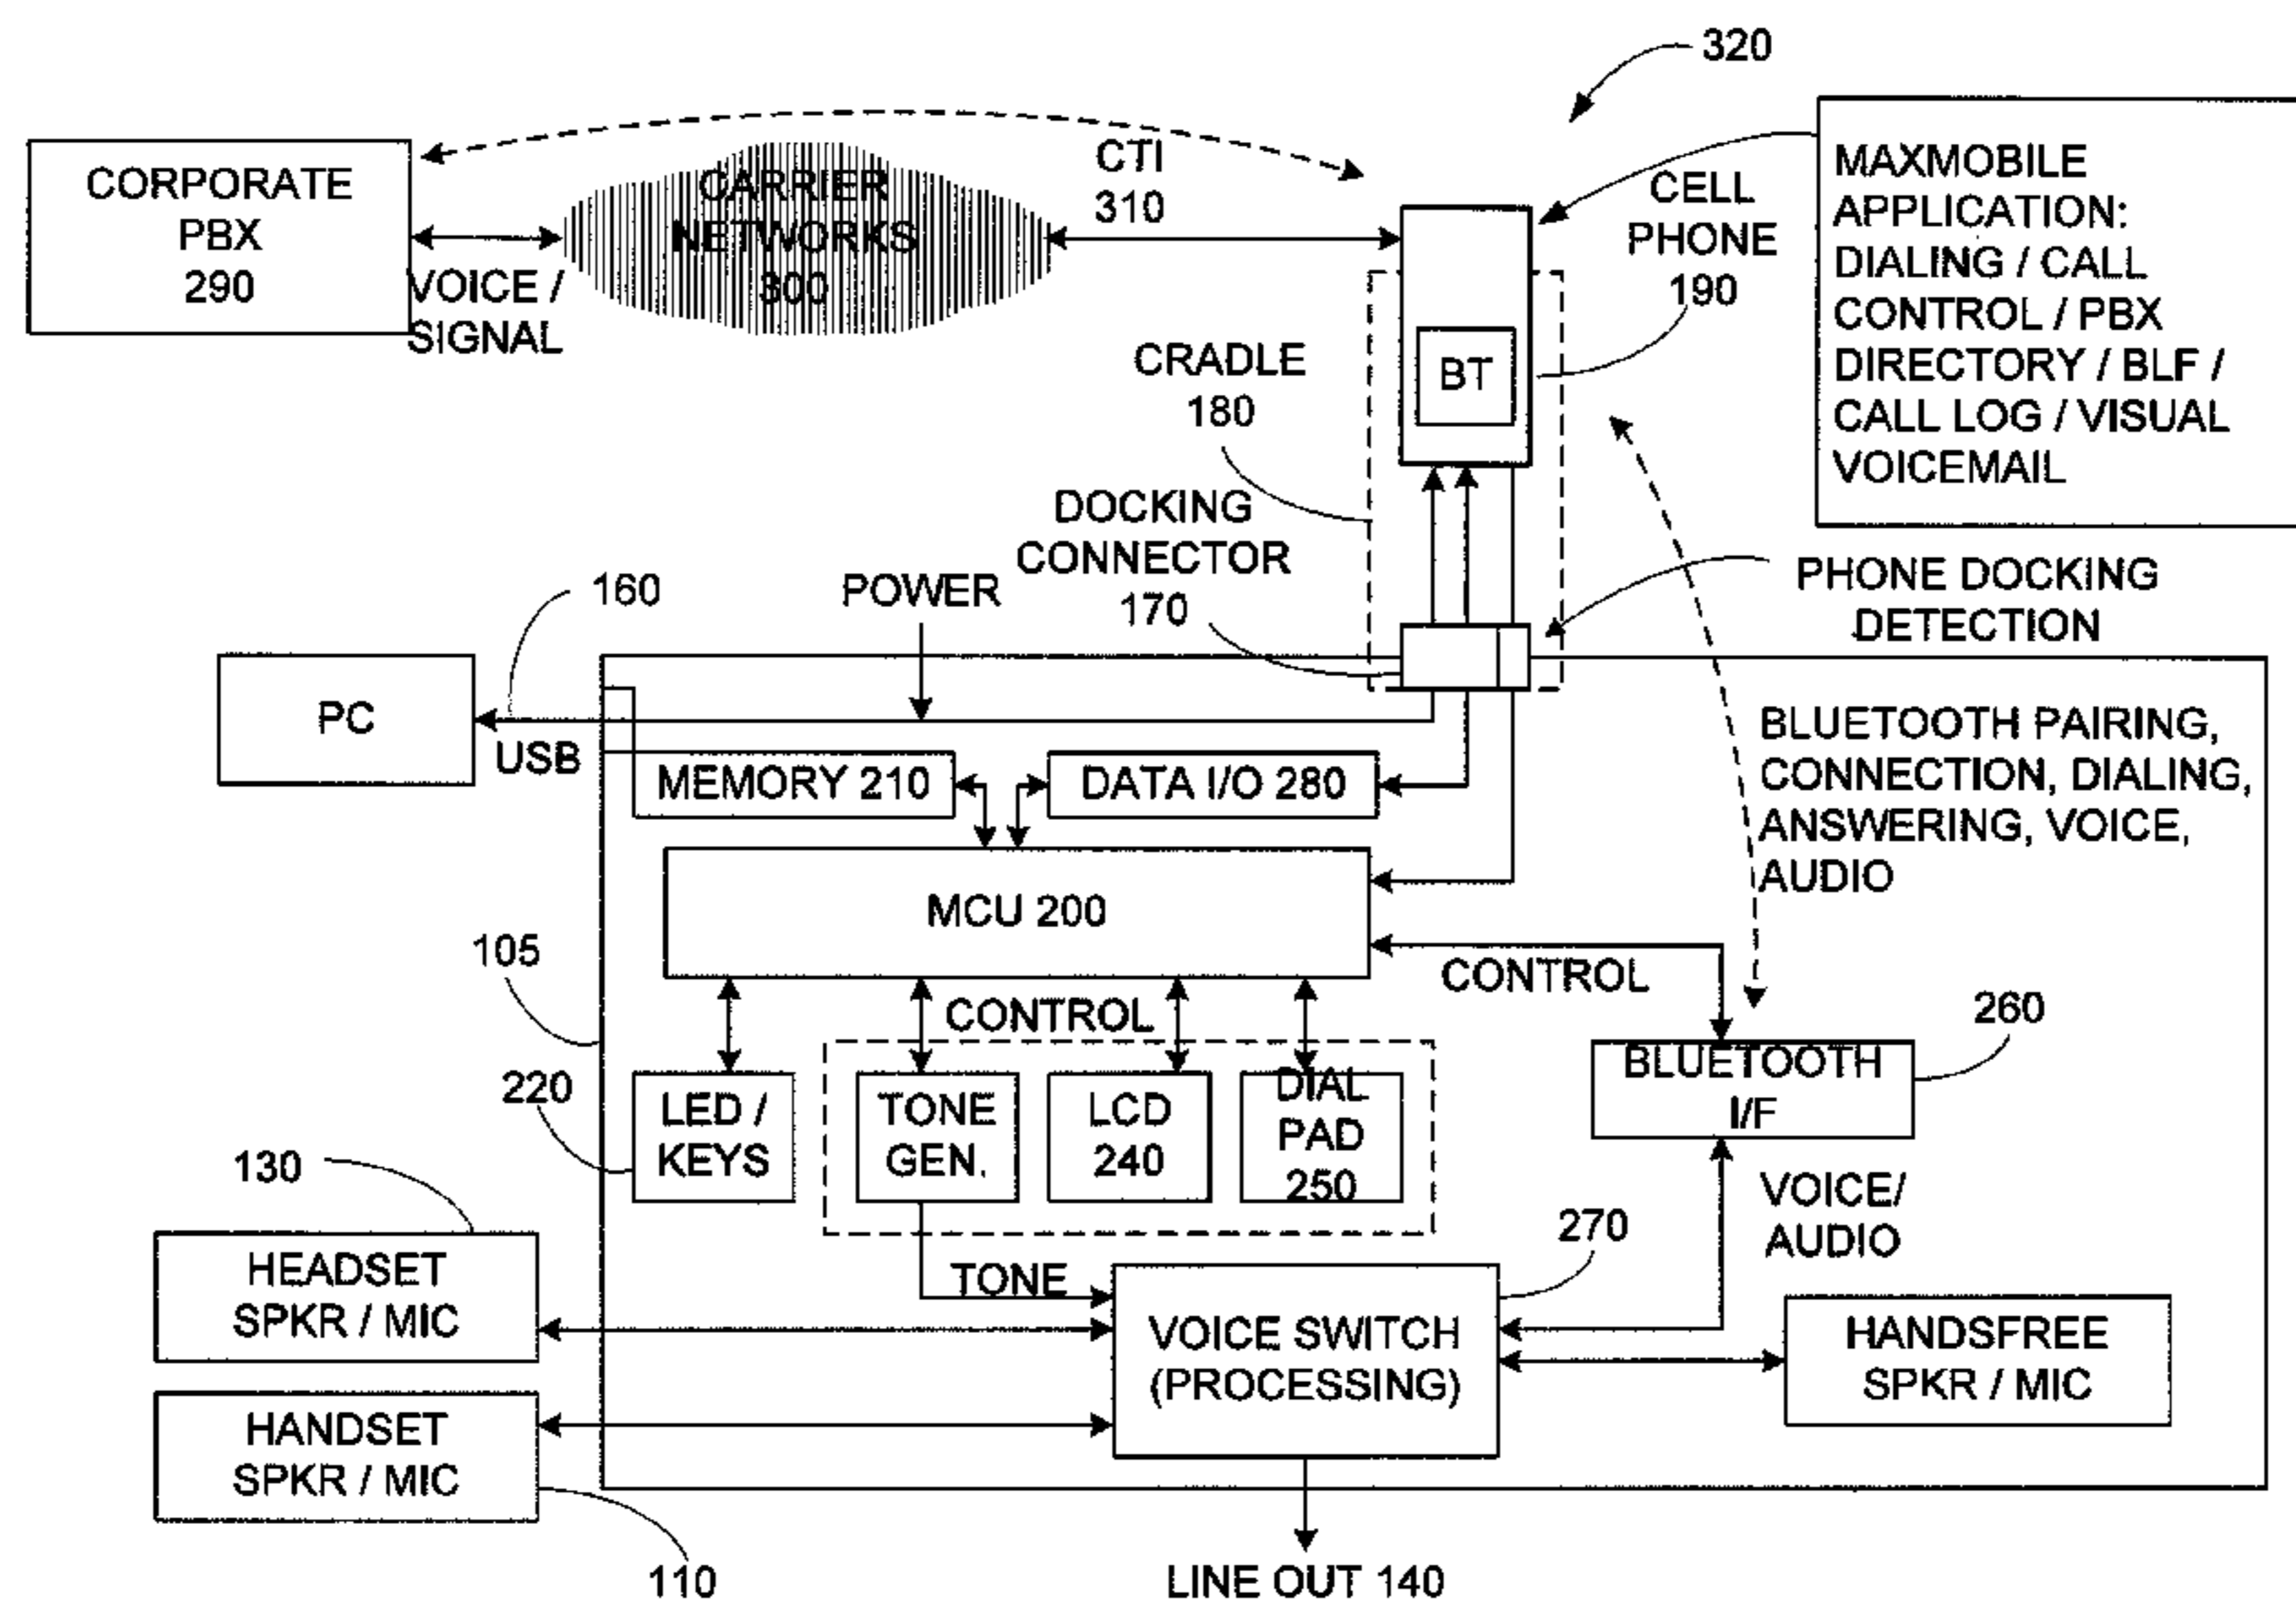 320
CORPORATE
PBX
290
VOICE /
SIGNAL
CARRIER
NETWORKS
300
CTI
310
CELL
PHONE
190
BT
MAXMOBILE
APPLICATION:
DIALING / CALL
CONTROL / PBX
DIRECTORY / BLF /
CALL LOG / VISUAL
VOICEMAIL
CRADLE
180
DOCKING
CONNECTOR
170
PHONE DOCKING
DETECTION
160
POWER
PC
USB
MEMORY 210
DATA I/O 280
BLUETOOTH PAIRING,
CONNECTION, DIALING,
ANSWERING, VOICE,
AUDIO
MCU 200
105
CONTROL
CONTROL
260
BLUETOOTH
I/F
220
LED /
KEYS
TONE
GEN.
LCD
240
DIAL
PAD
250
130
HEADSET
SPKR / MIC
TONE
270
VOICE/
AUDIO
VOICE SWITCH
(PROCESSING)
HANDSFREE
SPKR / MIC
HANDSET
SPKR / MIC
110
LINE OUT 140